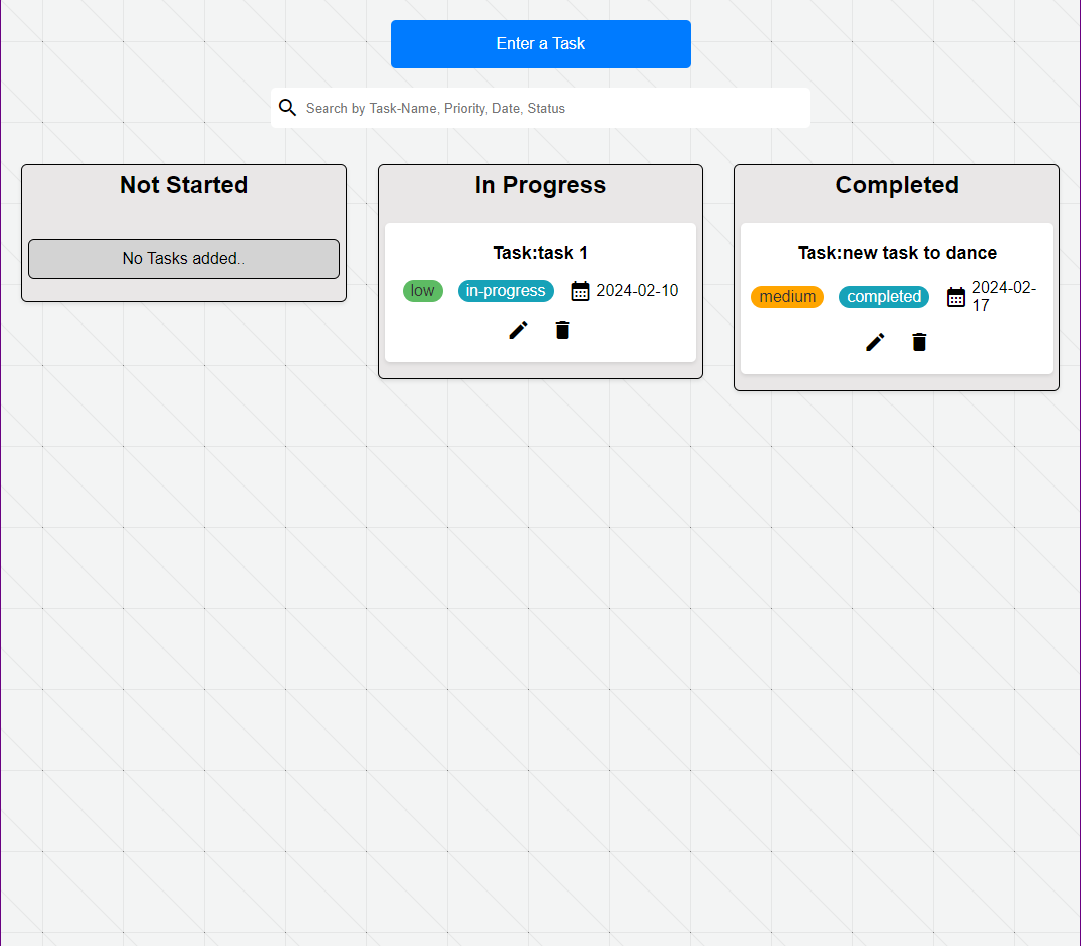 Enter a Task
Search by Task-Name, Priority, Date, Status
Not Started
No Tasks added..
In Progress
Task:task 1
low in-progress 2024-02-10
Completed
Task:new task to dance
medium completed 2024-02-
17